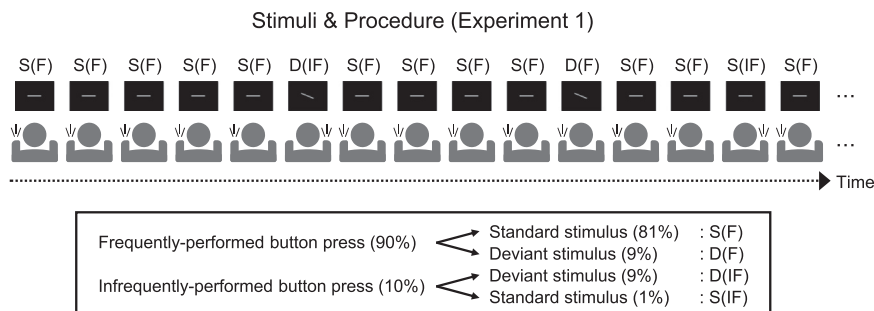 Stimuli & Procedure (Experiment 1)
S(F) S(F) S(F) S(F) S(F) D(IF) S(F) S(F) S(F) S(F) D(F) S(F) S(F) S(IF) S(F)
...
...
Time
Frequently-performed button press (90%)
Standard stimulus (81%) : S(F)
Deviant stimulus (9%) : D(F)
Infrequently-performed button press (10%)
Deviant stimulus (9%) : D(IF)
Standard stimulus (1%) : S(IF)